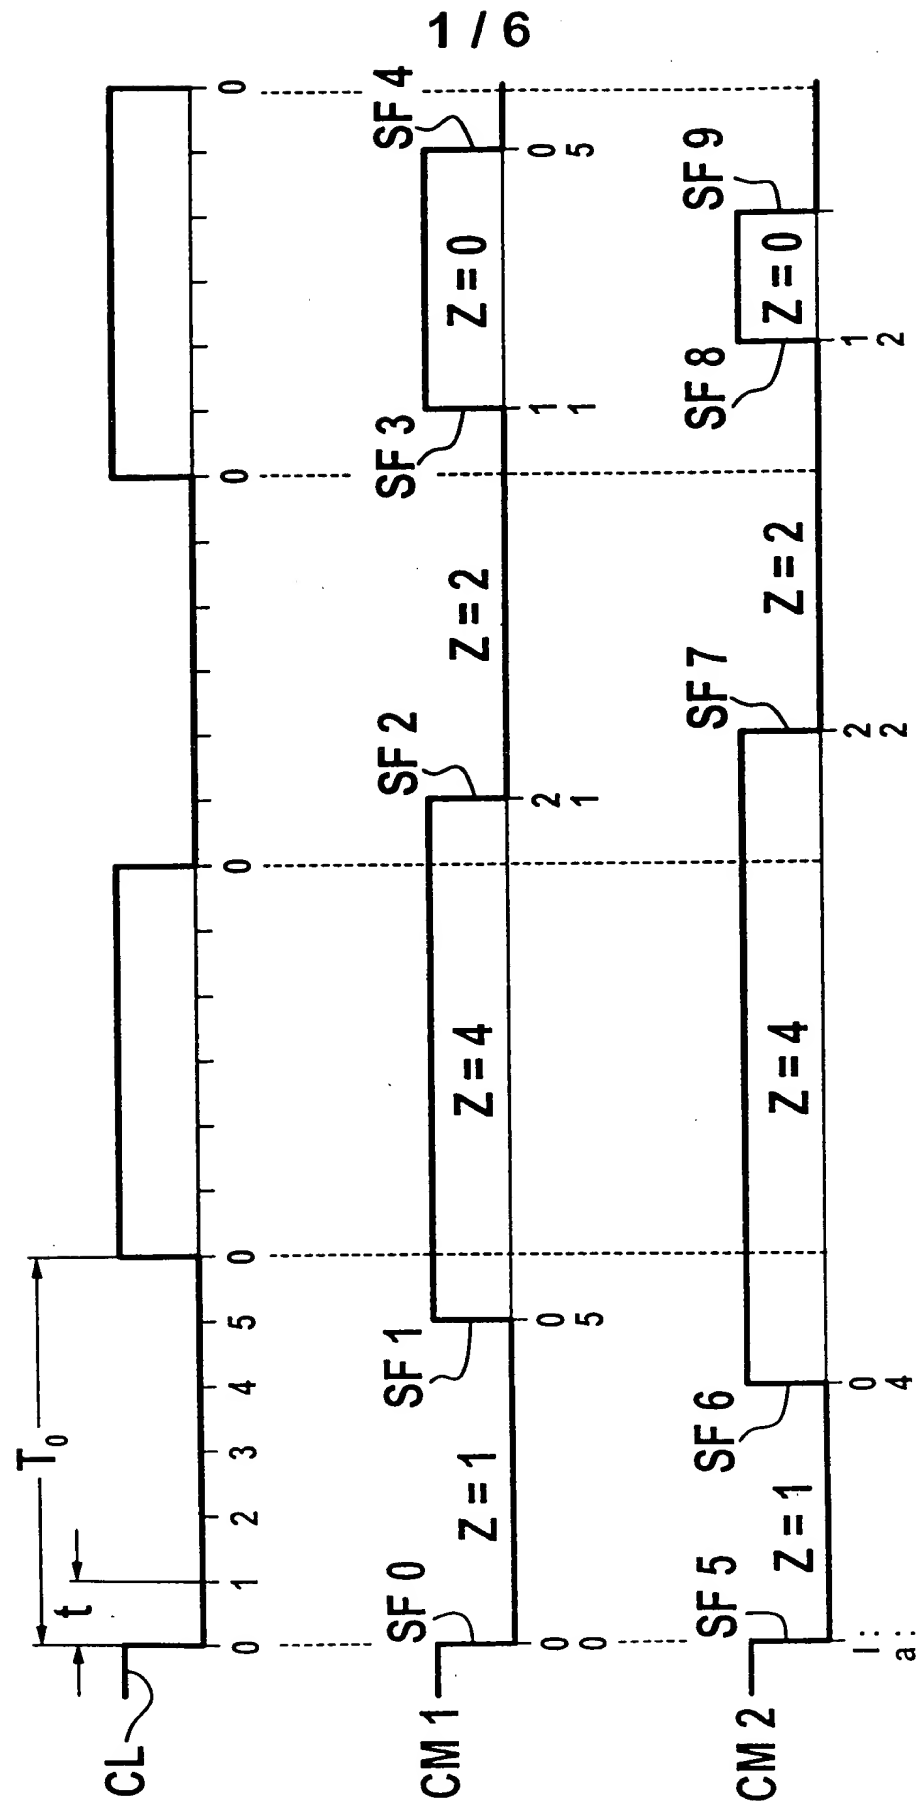 1 / 6
T₀
t
CL
0 1 2 3 4 5 0 0 0 0
CM 1
SF 0
Z = 1
SF 1
Z = 4
SF 2
Z = 2
SF 3
Z = 0
SF 4
0 0 2 1 0
0 5 1 1 5
CM 2
SF 5
Z = 1
SF 6
Z = 4
SF 7
Z = 2
SF 8
Z = 0
SF 9
l: 0 2 1
a: 4 2 2